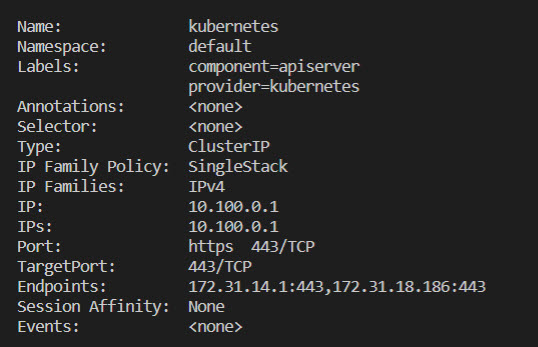 Name:              kubernetes
Namespace:         default
Labels:            component=apiserver
                   provider=kubernetes
Annotations:       <none>
Selector:          <none>
Type:              ClusterIP
IP Family Policy:  SingleStack
IP Families:       IPv4
IP:                10.100.0.1
IPs:               10.100.0.1
Port:              https  443/TCP
TargetPort:        443/TCP
Endpoints:         172.31.14.1:443,172.31.18.186:443
Session Affinity:  None
Events:            <none>